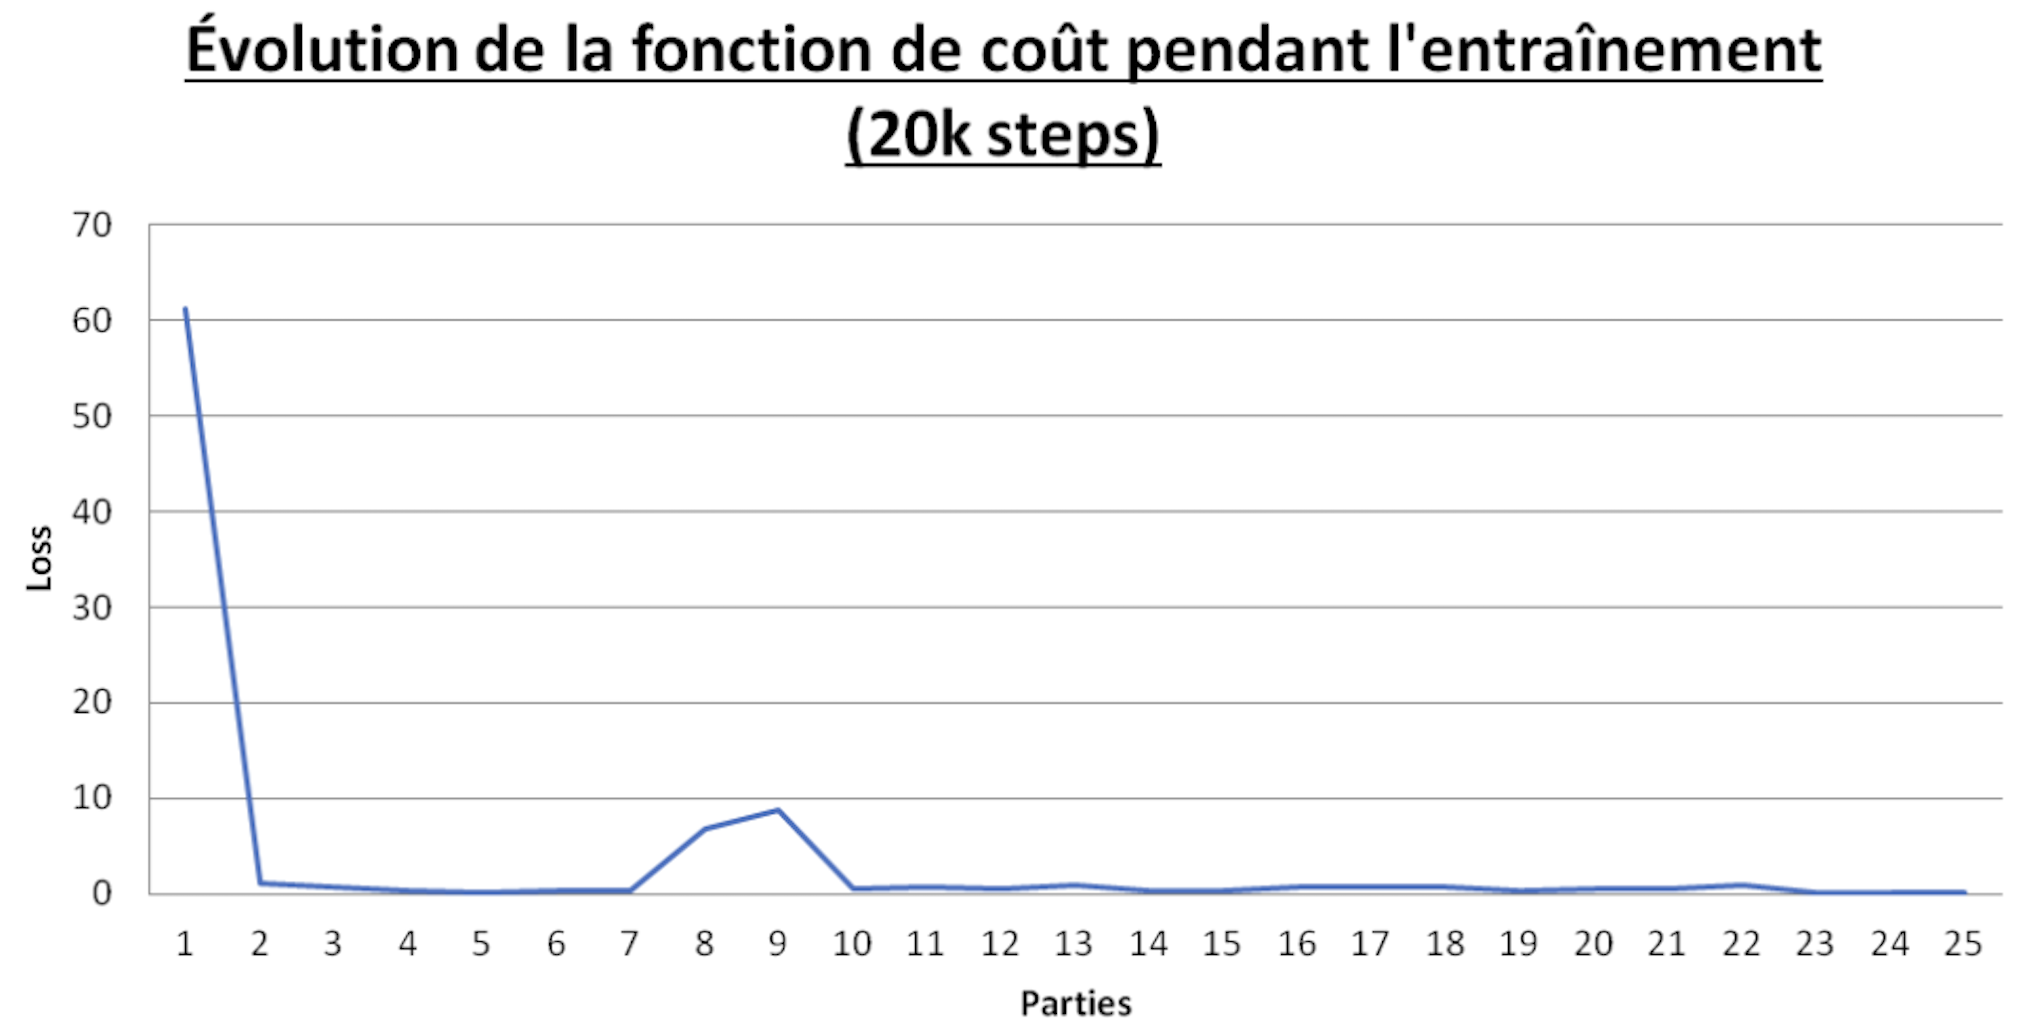 Évolution de la fonction de coût pendant l'entraînement
(20k steps)
70
60
50
40
30
20
10
0
Loss
1 2 3 4 5 6 7 8 9 10 11 12 13 14 15 16 17 18 19 20 21 22 23 24 25
Parties